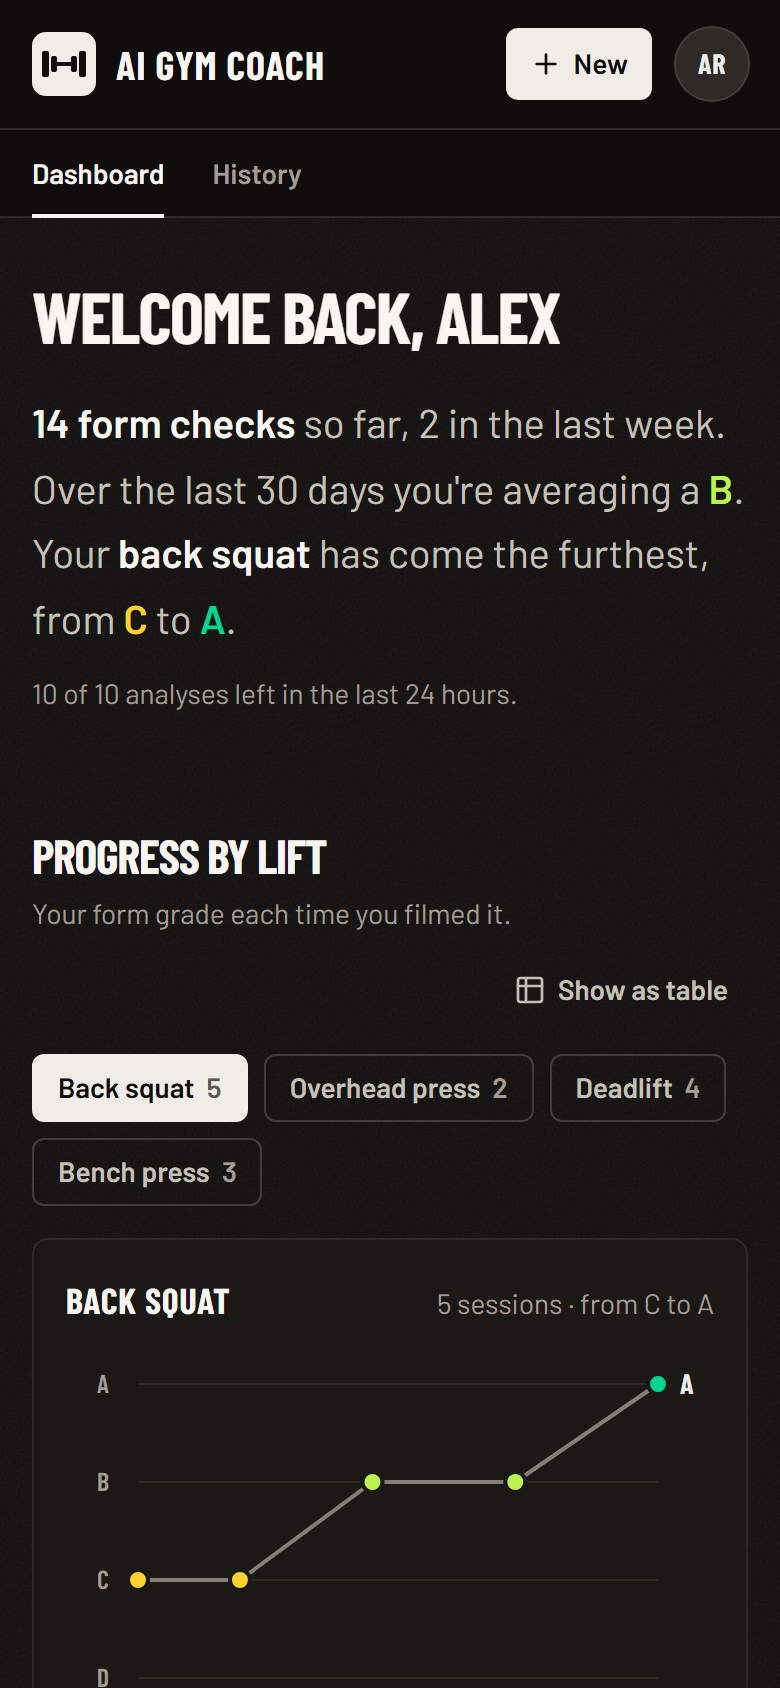 AI GYM COACH
New
AR
Dashboard
History
WELCOME BACK, ALEX
14 form checks so far, 2 in the last week.
Over the last 30 days you're averaging a B.
Your back squat has come the furthest,
from C to A.
10 of 10 analyses left in the last 24 hours.
PROGRESS BY LIFT
Your form grade each time you filmed it.
Show as table
Back squat 5
Overhead press 2
Deadlift 4
Bench press 3
BACK SQUAT
5 sessions · from C to A
A
A
B
C
D